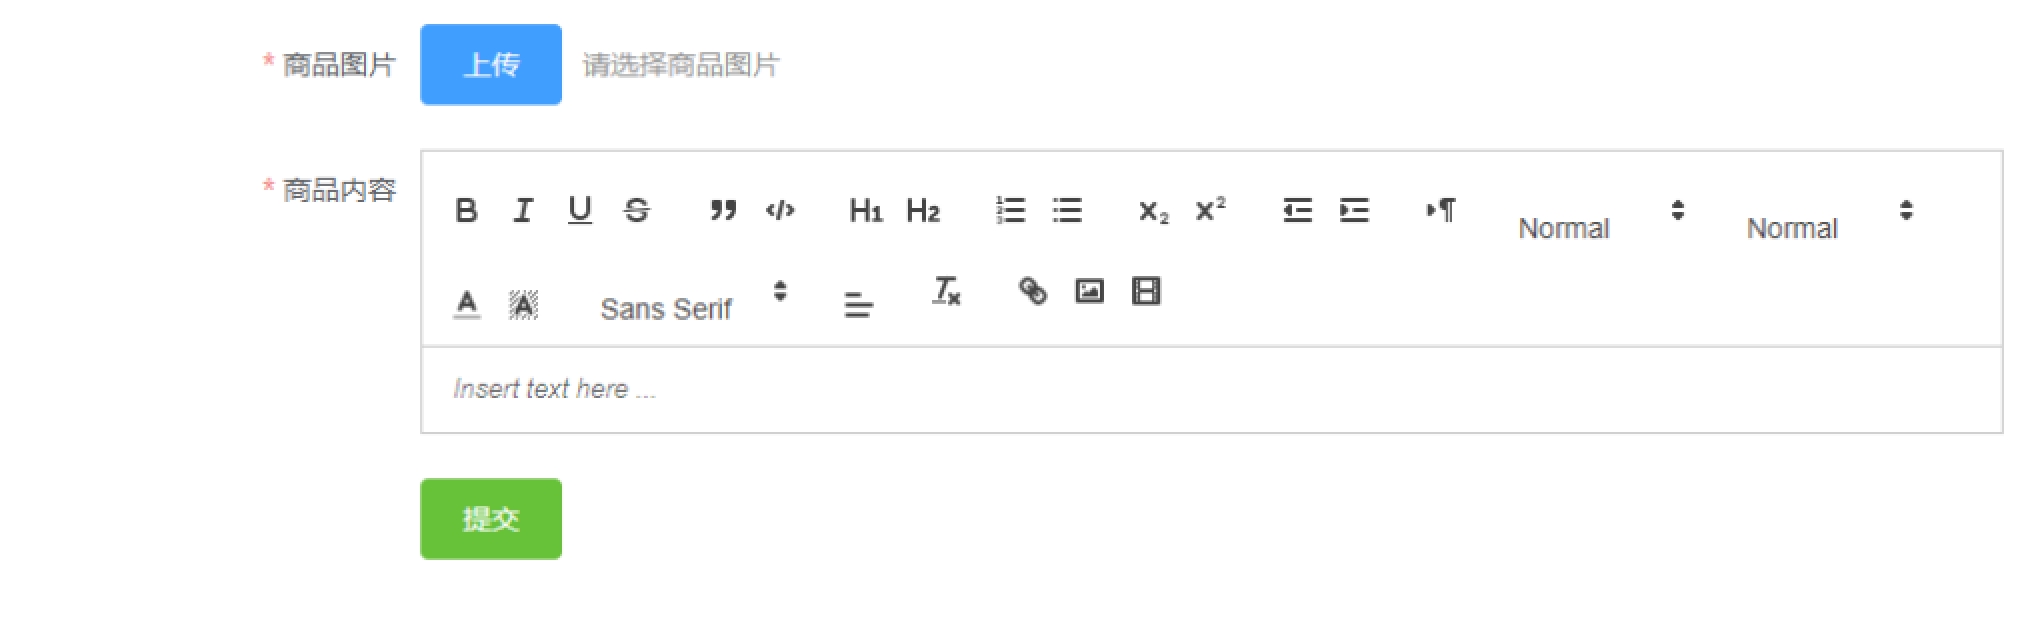 * 商品图片 上传 请选择商品图片
* 商品内容
B I U S ” </> H1 H2 X₂ X² ¶ Normal Normal
A A Sans Serif Tx
Insert text here ...
提交